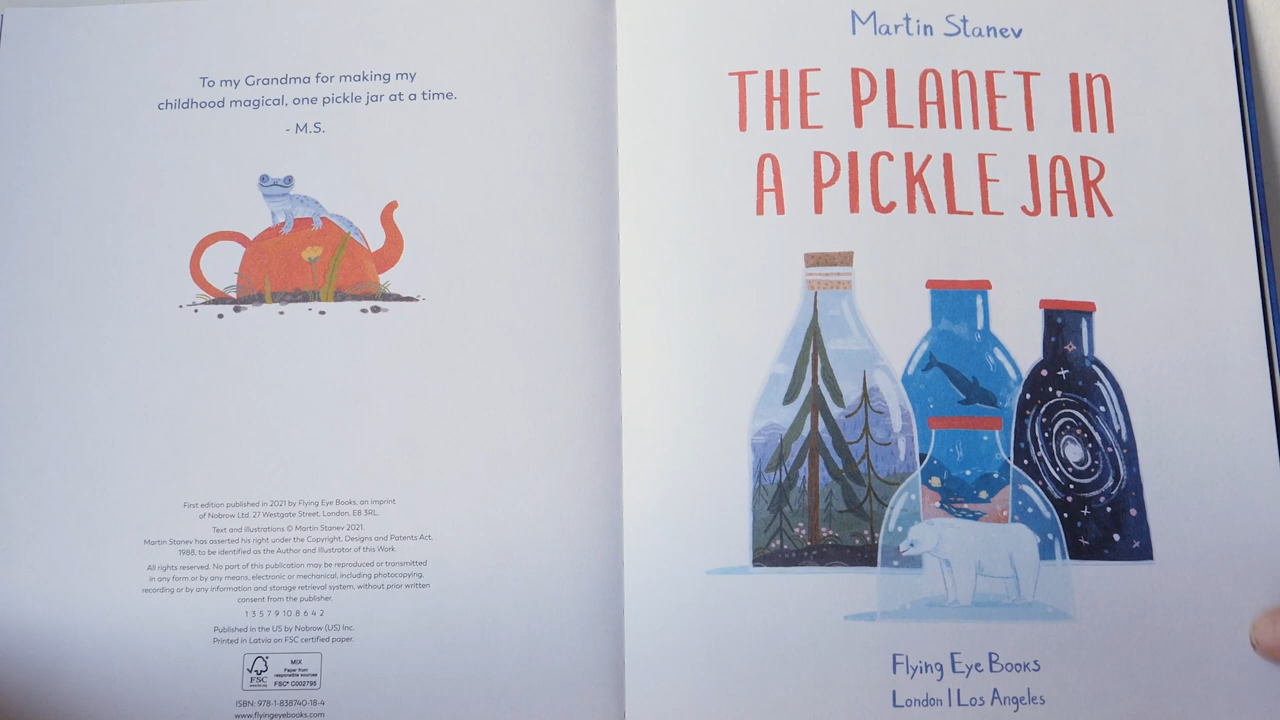 To my Grandma for making my
childhood magical, one pickle jar at a time.
- M.S.
First edition published in 2021 by Flying Eye Books, an imprint
of Nobrow Ltd. 27 Westgate Street, London, E8 3RL.
Text and illustrations © Martin Stanev 2021.
Martin Stanev has asserted his right under the Copyright, Designs and Patents Act,
1988, to be identified as the Author and Illustrator of this Work.
All rights reserved. No part of this publication may be reproduced or transmitted
in any form or by any means, electronic or mechanical, including photocopying,
recording or by any information and storage retrieval system, without prior written
consent from the publisher.
1 3 5 7 9 10 8 6 4 2
Published in the US by Nobrow (US) Inc.
Printed in Latvia on FSC certified paper.
FSC
MIX
Paper from
responsible sources
FSC® C002795
ISBN: 978-1-838740-18-4
www.flyingeyebooks.com
Martin Stanev
THE PLANET IN
A PICKLE JAR
Flying Eye Books
London | Los Angeles